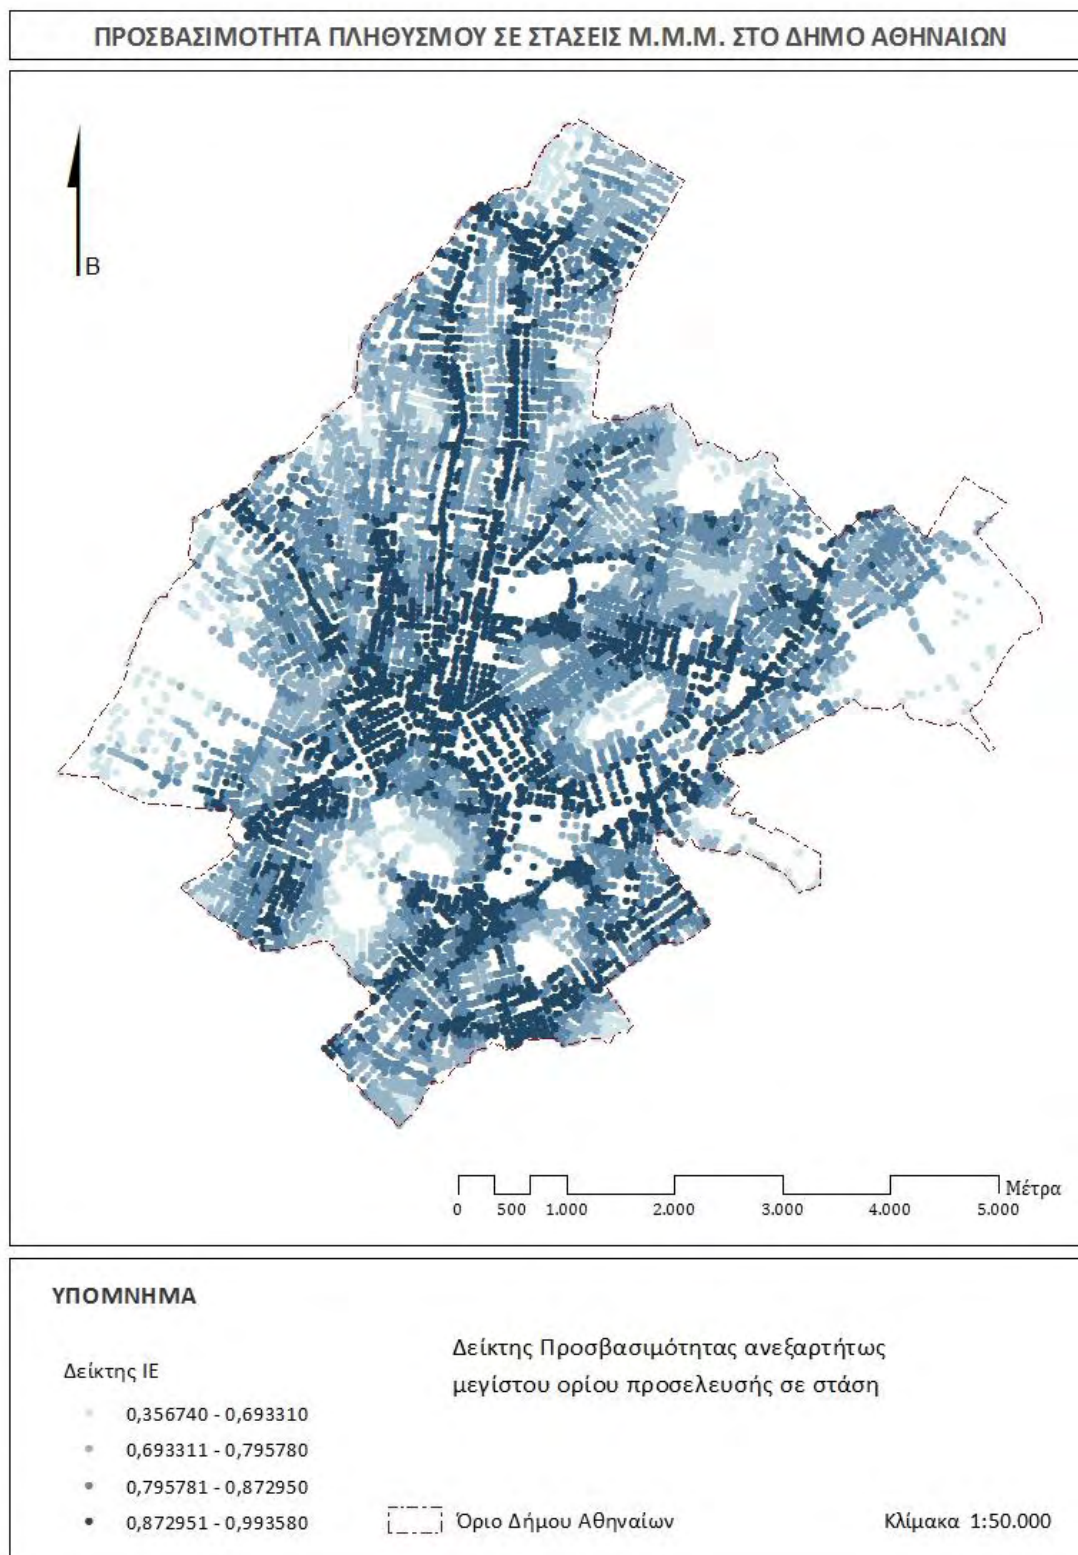 ΠΡΟΣΒΑΣΙΜΟΤΗΤΑ ΠΛΗΘΥΣΜΟΥ ΣΕ ΣΤΑΣΕΙΣ Μ.Μ.Μ. ΣΤΟ ΔΗΜΟ ΑΘΗΝΑΙΩΝ
Β
Μέτρα
0 500 1.000 2.000 3.000 4.000 5.000
ΥΠΟΜΝΗΜΑ
Δείκτης Προσβασιμότητας ανεξαρτήτως
μεγίστου ορίου προσελευσής σε στάση
Δείκτης ΙΕ
0,356740 - 0,693310
0,693311 - 0,795780
0,795781 - 0,872950
0,872951 - 0,993580
Όριο Δήμου Αθηναίων
Κλίμακα 1:50.000